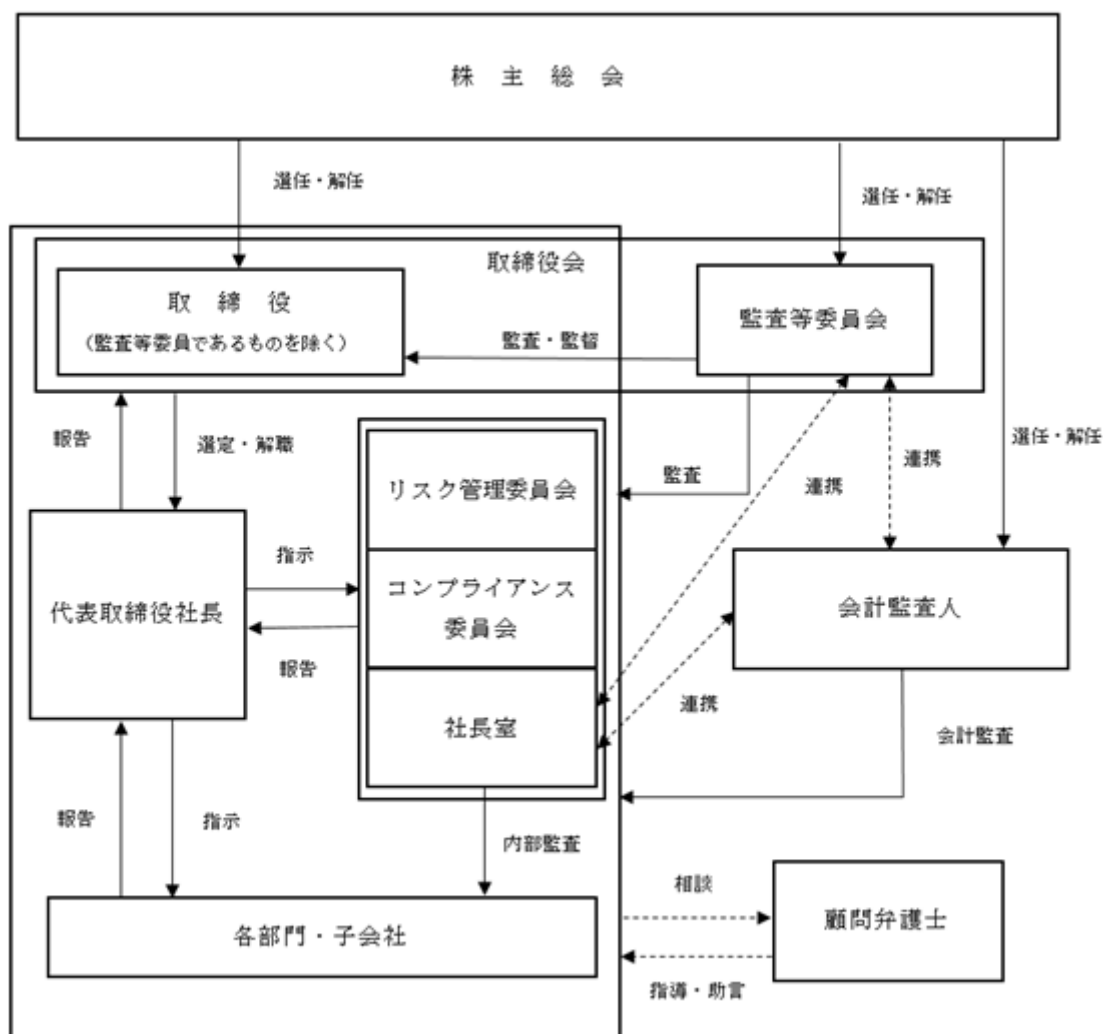 株主総会
選任・解任
選任・解任
取締役会
取締役
(監査等委員であるものを除く)
監査等委員会
監査・監督
報告
選定・解職
選任・解任
リスク管理委員会
監査
連携
連携
指示
代表取締役社長
コンプライアンス
委員会
会計監査人
報告
社長室
連携
会計監査
報告
指示
内部監査
相談
各部門・子会社
顧問弁護士
指導・助言